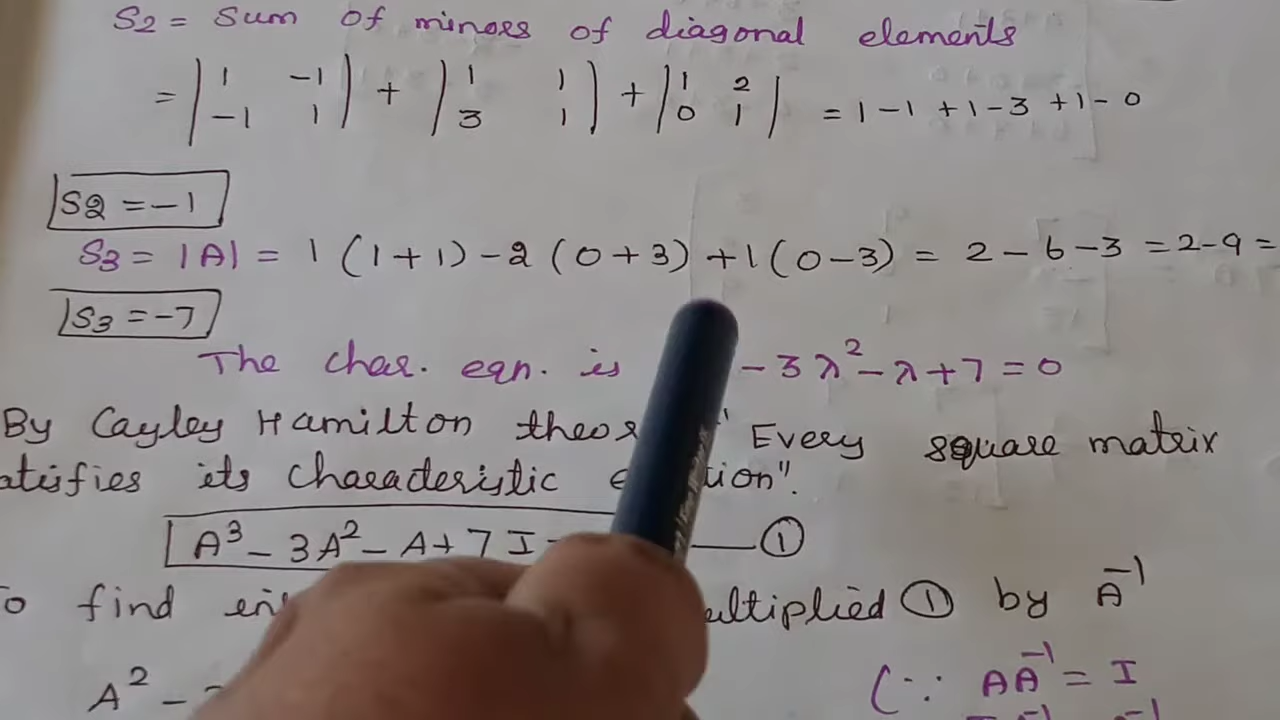 S2 = Sum of minors of diagonal elements
= | 1 -1 | + | 1 1 | + | 1 2 | = 1 - 1 + 1 - 3 + 1 - 0
| -1 1 | | 3 1 | | 0 1 |
S2 = -1
S3 = |A| = 1 (1+1) - 2 (0+3) + 1 (0-3) = 2 - 6 - 3 = 2 - 9 =
S3 = -7
The char. eqn. is - 3λ² - λ + 7 = 0
By Cayley Hamilton theor " Every square matrix
atisfies its characteristic tion".
A³ - 3A² - A + 7I ①
To find ultiplied ① by A⁻¹
A² - (∵ AA⁻¹ = I